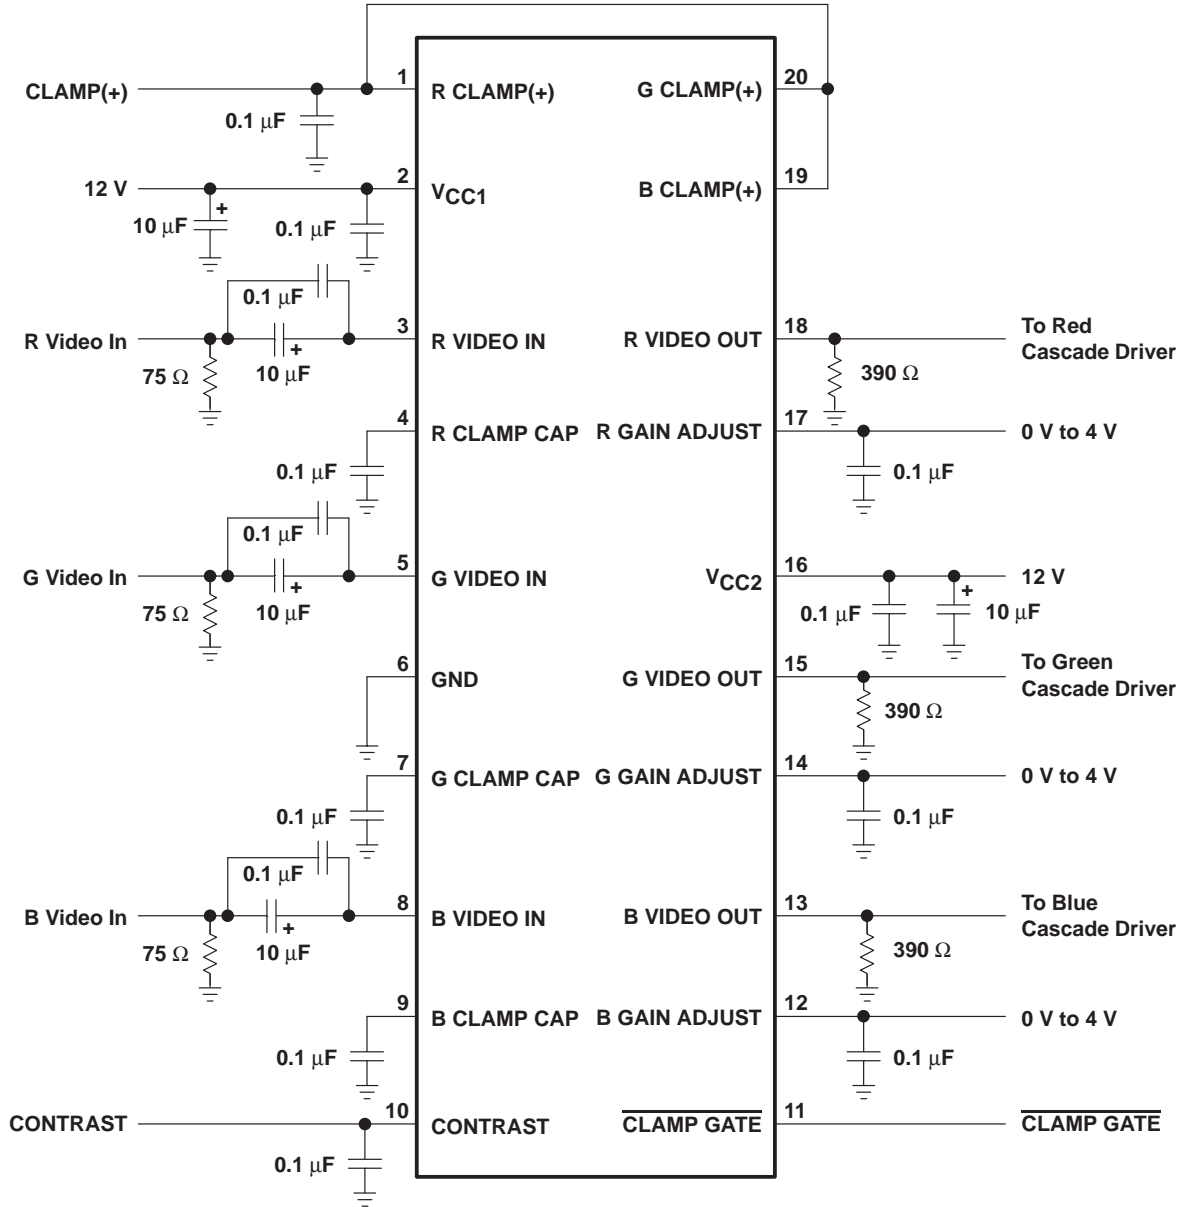 CLAMP(+)
0.1 μF
1
R CLAMP(+)
G CLAMP(+)
20
12 V
+
10 μF
0.1 μF
2
VCC1
B CLAMP(+)
19
0.1 μF
R Video In
75 Ω
+
10 μF
3
R VIDEO IN
R VIDEO OUT
18
390 Ω
To Red
Cascade Driver
4
R CLAMP CAP
0.1 μF
R GAIN ADJUST
17
0.1 μF
0 V to 4 V
0.1 μF
G Video In
75 Ω
+
10 μF
5
G VIDEO IN
VCC2
16
0.1 μF
+
10 μF
12 V
6
GND
G VIDEO OUT
15
390 Ω
To Green
Cascade Driver
7
G CLAMP CAP
0.1 μF
G GAIN ADJUST
14
0.1 μF
0 V to 4 V
0.1 μF
B Video In
75 Ω
+
10 μF
8
B VIDEO IN
B VIDEO OUT
13
390 Ω
To Blue
Cascade Driver
9
B CLAMP CAP
0.1 μF
B GAIN ADJUST
12
0.1 μF
0 V to 4 V
CONTRAST
0.1 μF
10
CONTRAST
CLAMP GATE
11
CLAMP GATE